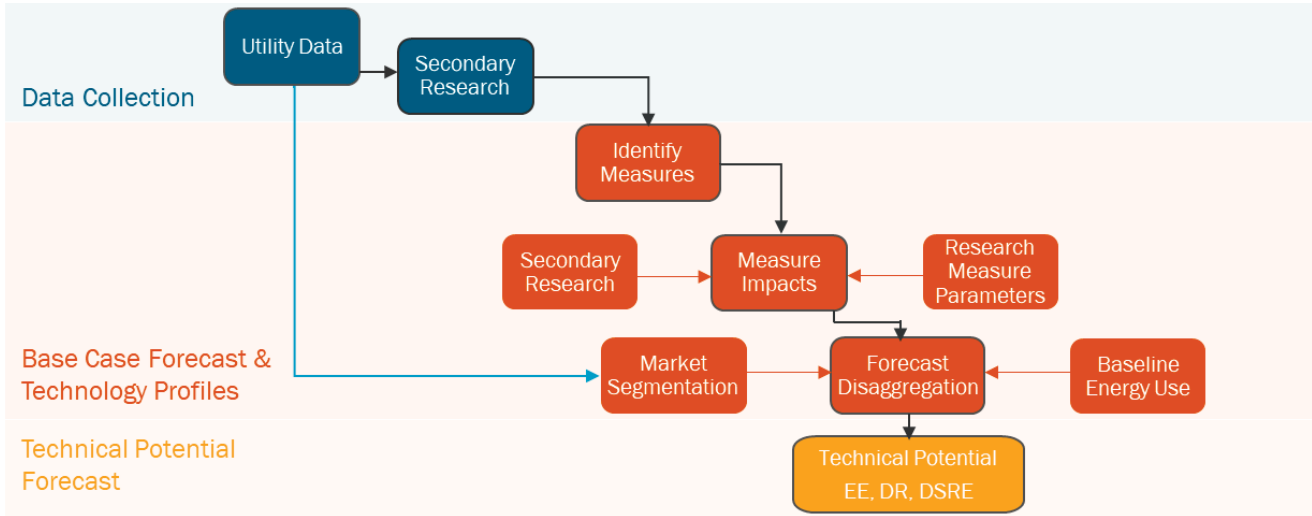 Utility Data
Secondary
Research
Data Collection
Identify
Measures
Secondary
Research
Measure
Impacts
Research
Measure
Parameters
Base Case Forecast &
Technology Profiles
Market
Segmentation
Forecast
Disaggregation
Baseline
Energy Use
Technical Potential
Forecast
Technical Potential
EE, DR, DSRE